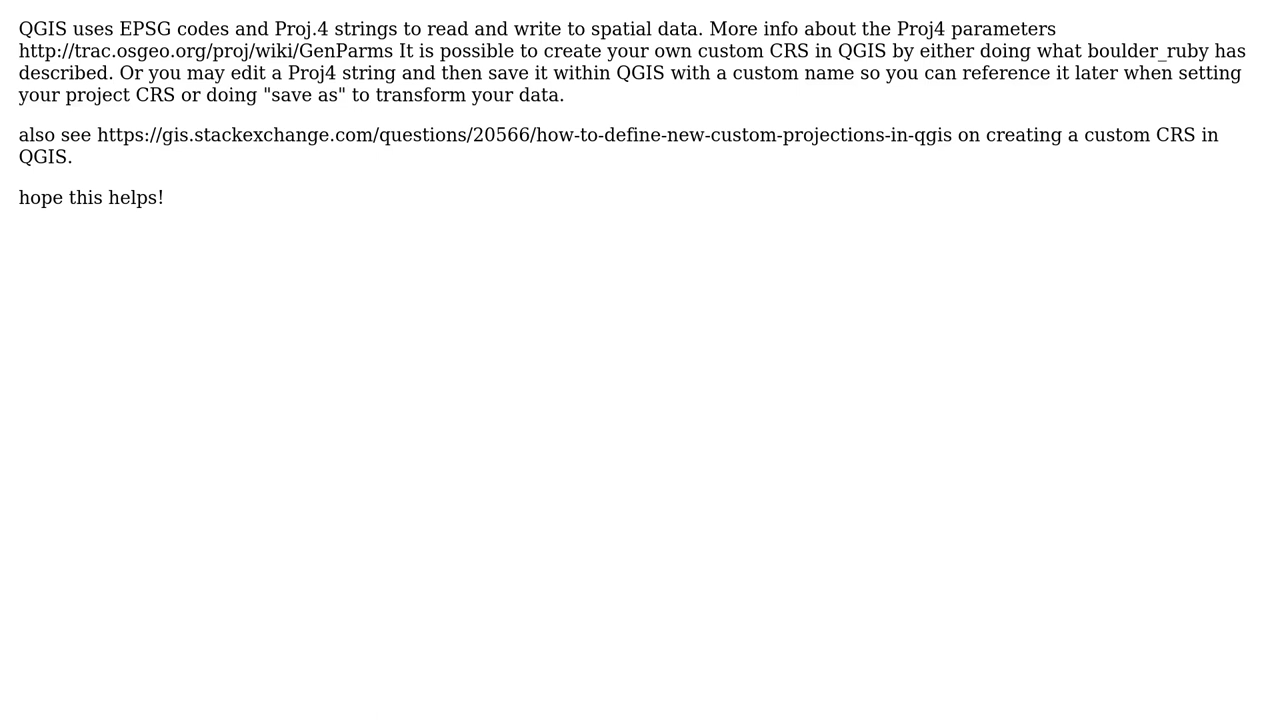 QGIS uses EPSG codes and Proj.4 strings to read and write to spatial data. More info about the Proj4 parameters
http://trac.osgeo.org/proj/wiki/GenParms It is possible to create your own custom CRS in QGIS by either doing what boulder_ruby has
described. Or you may edit a Proj4 string and then save it within QGIS with a custom name so you can reference it later when setting
your project CRS or doing "save as" to transform your data.
also see https://gis.stackexchange.com/questions/20566/how-to-define-new-custom-projections-in-qgis on creating a custom CRS in
QGIS.
hope this helps!